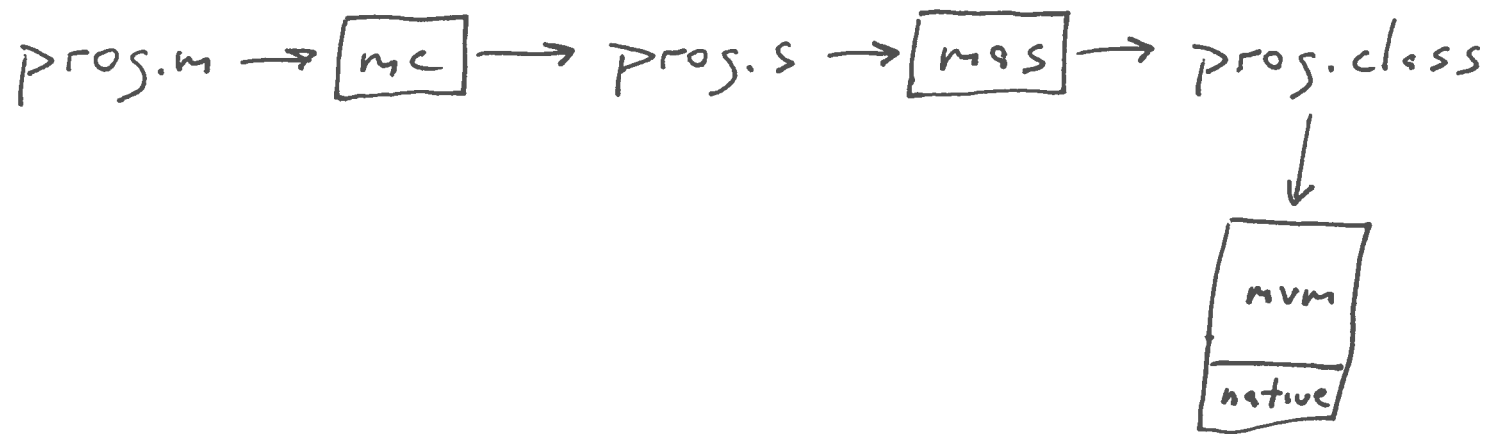 prog.m → mc → prog.s → mas → prog.class
mvm
native